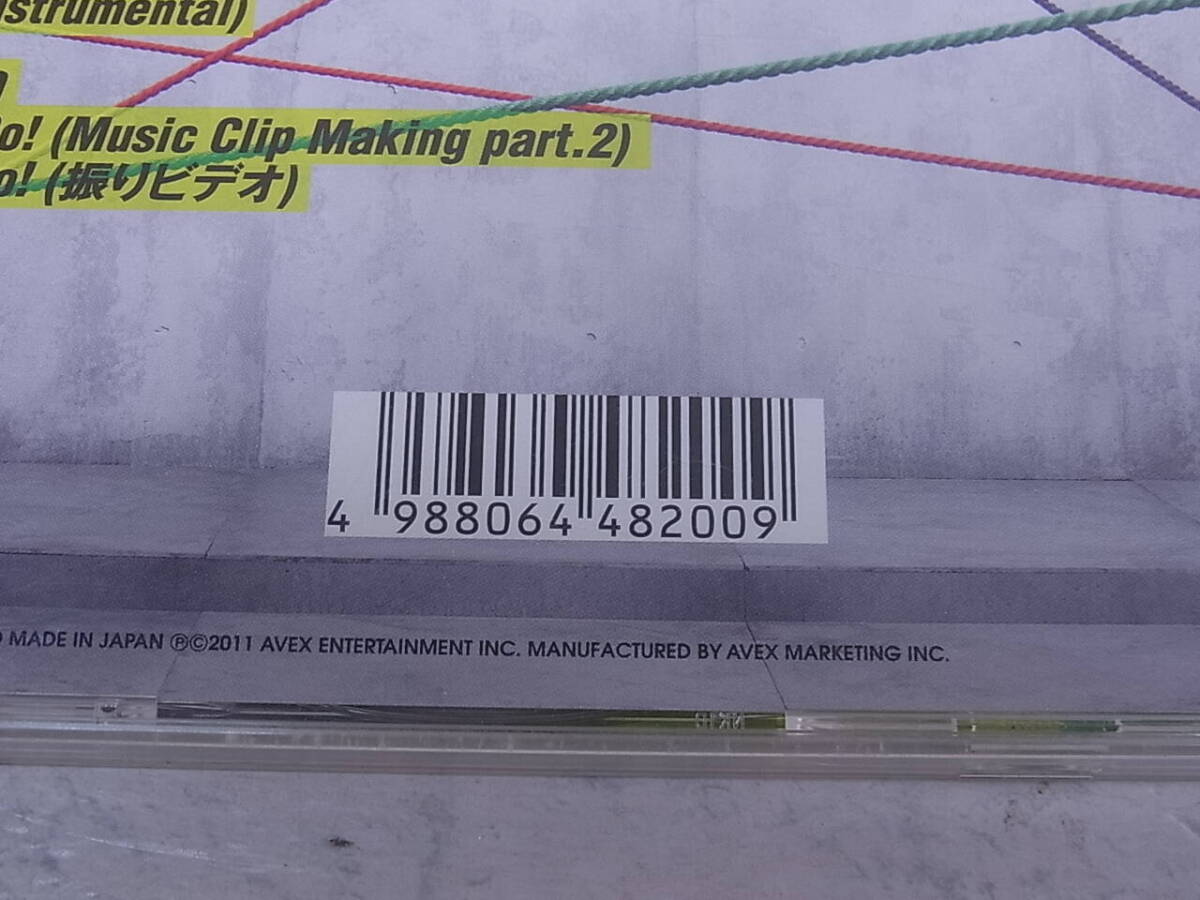 nstrumental)
o! (Music Clip Making part.2)
o! (振りビデオ)
4 988064 482009
MADE IN JAPAN ℗©2011 AVEX ENTERTAINMENT INC. MANUFACTURED BY AVEX MARKETING INC.